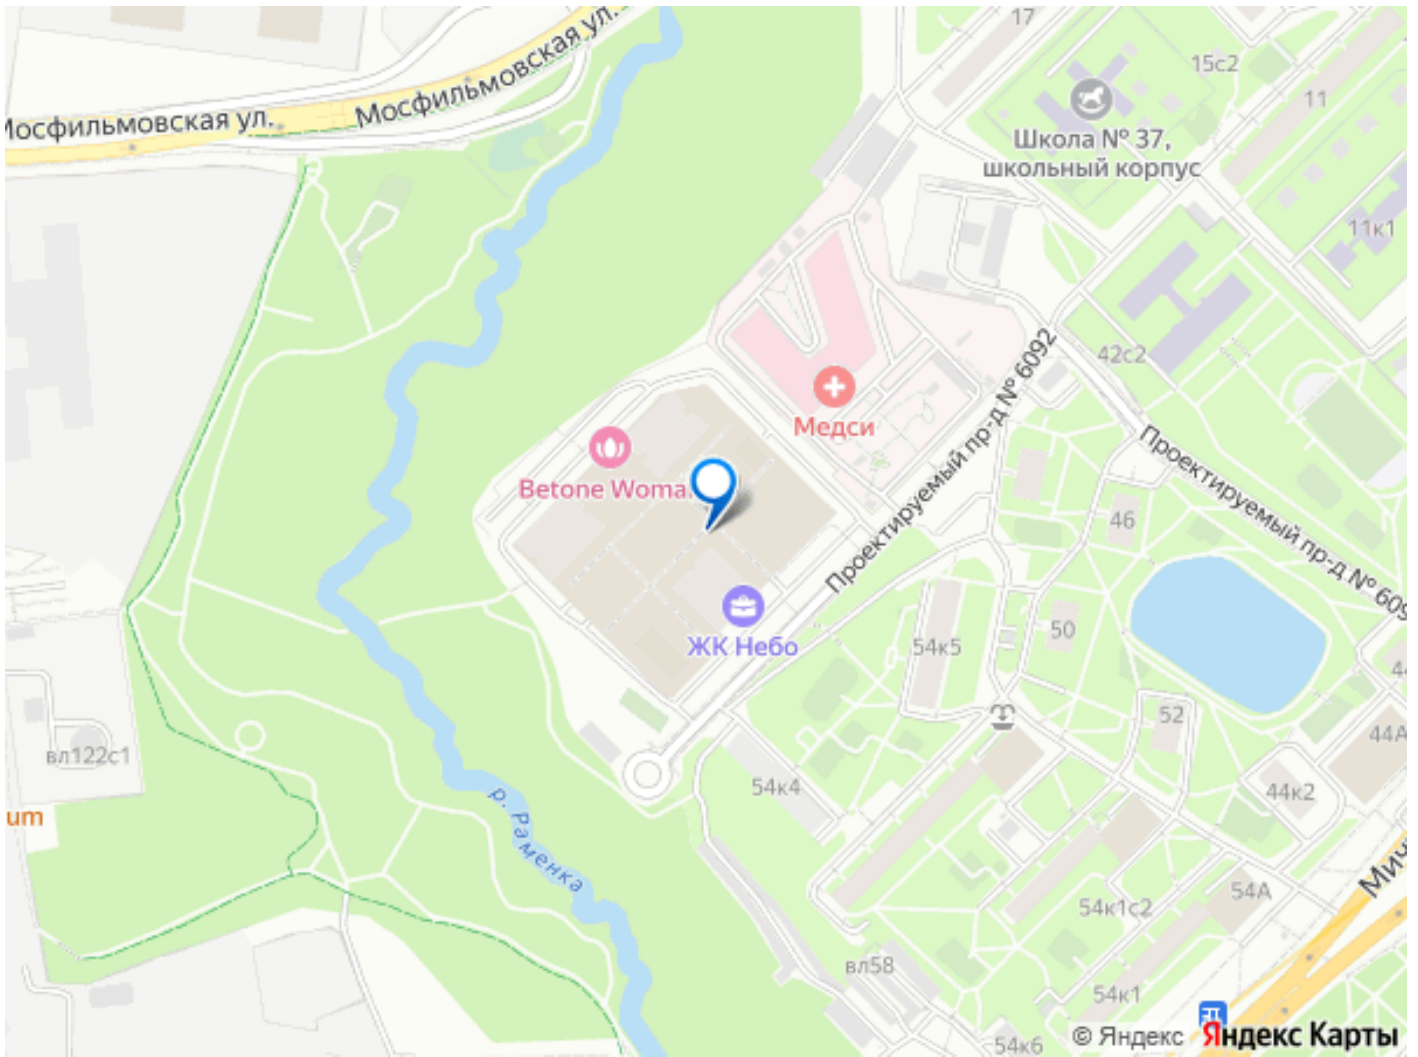 17
15с2
11
Мосфильмовская ул.
Мосфильмовская ул.
Школа № 37,
школьный корпус
11к1
42с2
Проектируемый пр-д № 6092
Медси
Проектируемый пр-д № 609
Betone Woma
46
ЖК Небо
54к5
50
52
44
44А
вл122с1
54к4
44к2
um
р. Раменка
Мич
54А
54к1с2
вл58
54к1
54к6
© Яндекс Яндекс Карты